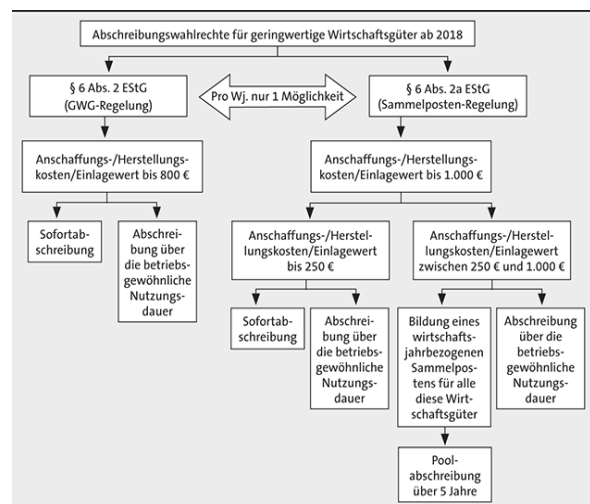 Abschreibungswahlrechte für geringwertige Wirtschaftsgüter ab 2018
§ 6 Abs. 2 EStG
(GWG-Regelung)
Pro Wj. nur 1 Möglichkeit
§ 6 Abs. 2a EStG
(Sammelposten-Regelung)
Anschaffungs-/Herstellungs-
kosten/Einlagewert bis 800 €
Anschaffungs-/Herstellungs-
kosten/Einlagewert bis 1.000 €
Sofortab-
schreibung
Abschrei-
bung über
die betriebs-
gewöhnliche
Nutzungs-
dauer
Anschaffungs-/Herstel-
lungskosten/Einlagewert
bis 250 €
Anschaffungs-/Herstel-
lungskosten/Einlagewert
zwischen 250 € und 1.000 €
Sofortab-
schreibung
Abschrei-
bung über
die betriebs-
gewöhnliche
Nutzungs-
dauer
Bildung eines
wirtschafts-
jahrbezogenen
Sammelpos-
tens für alle
diese Wirt-
schaftsgüter
Abschreibung
über die
betriebs-
gewöhnliche
Nutzungs-
dauer
Pool-
abschreibung
über 5 Jahre